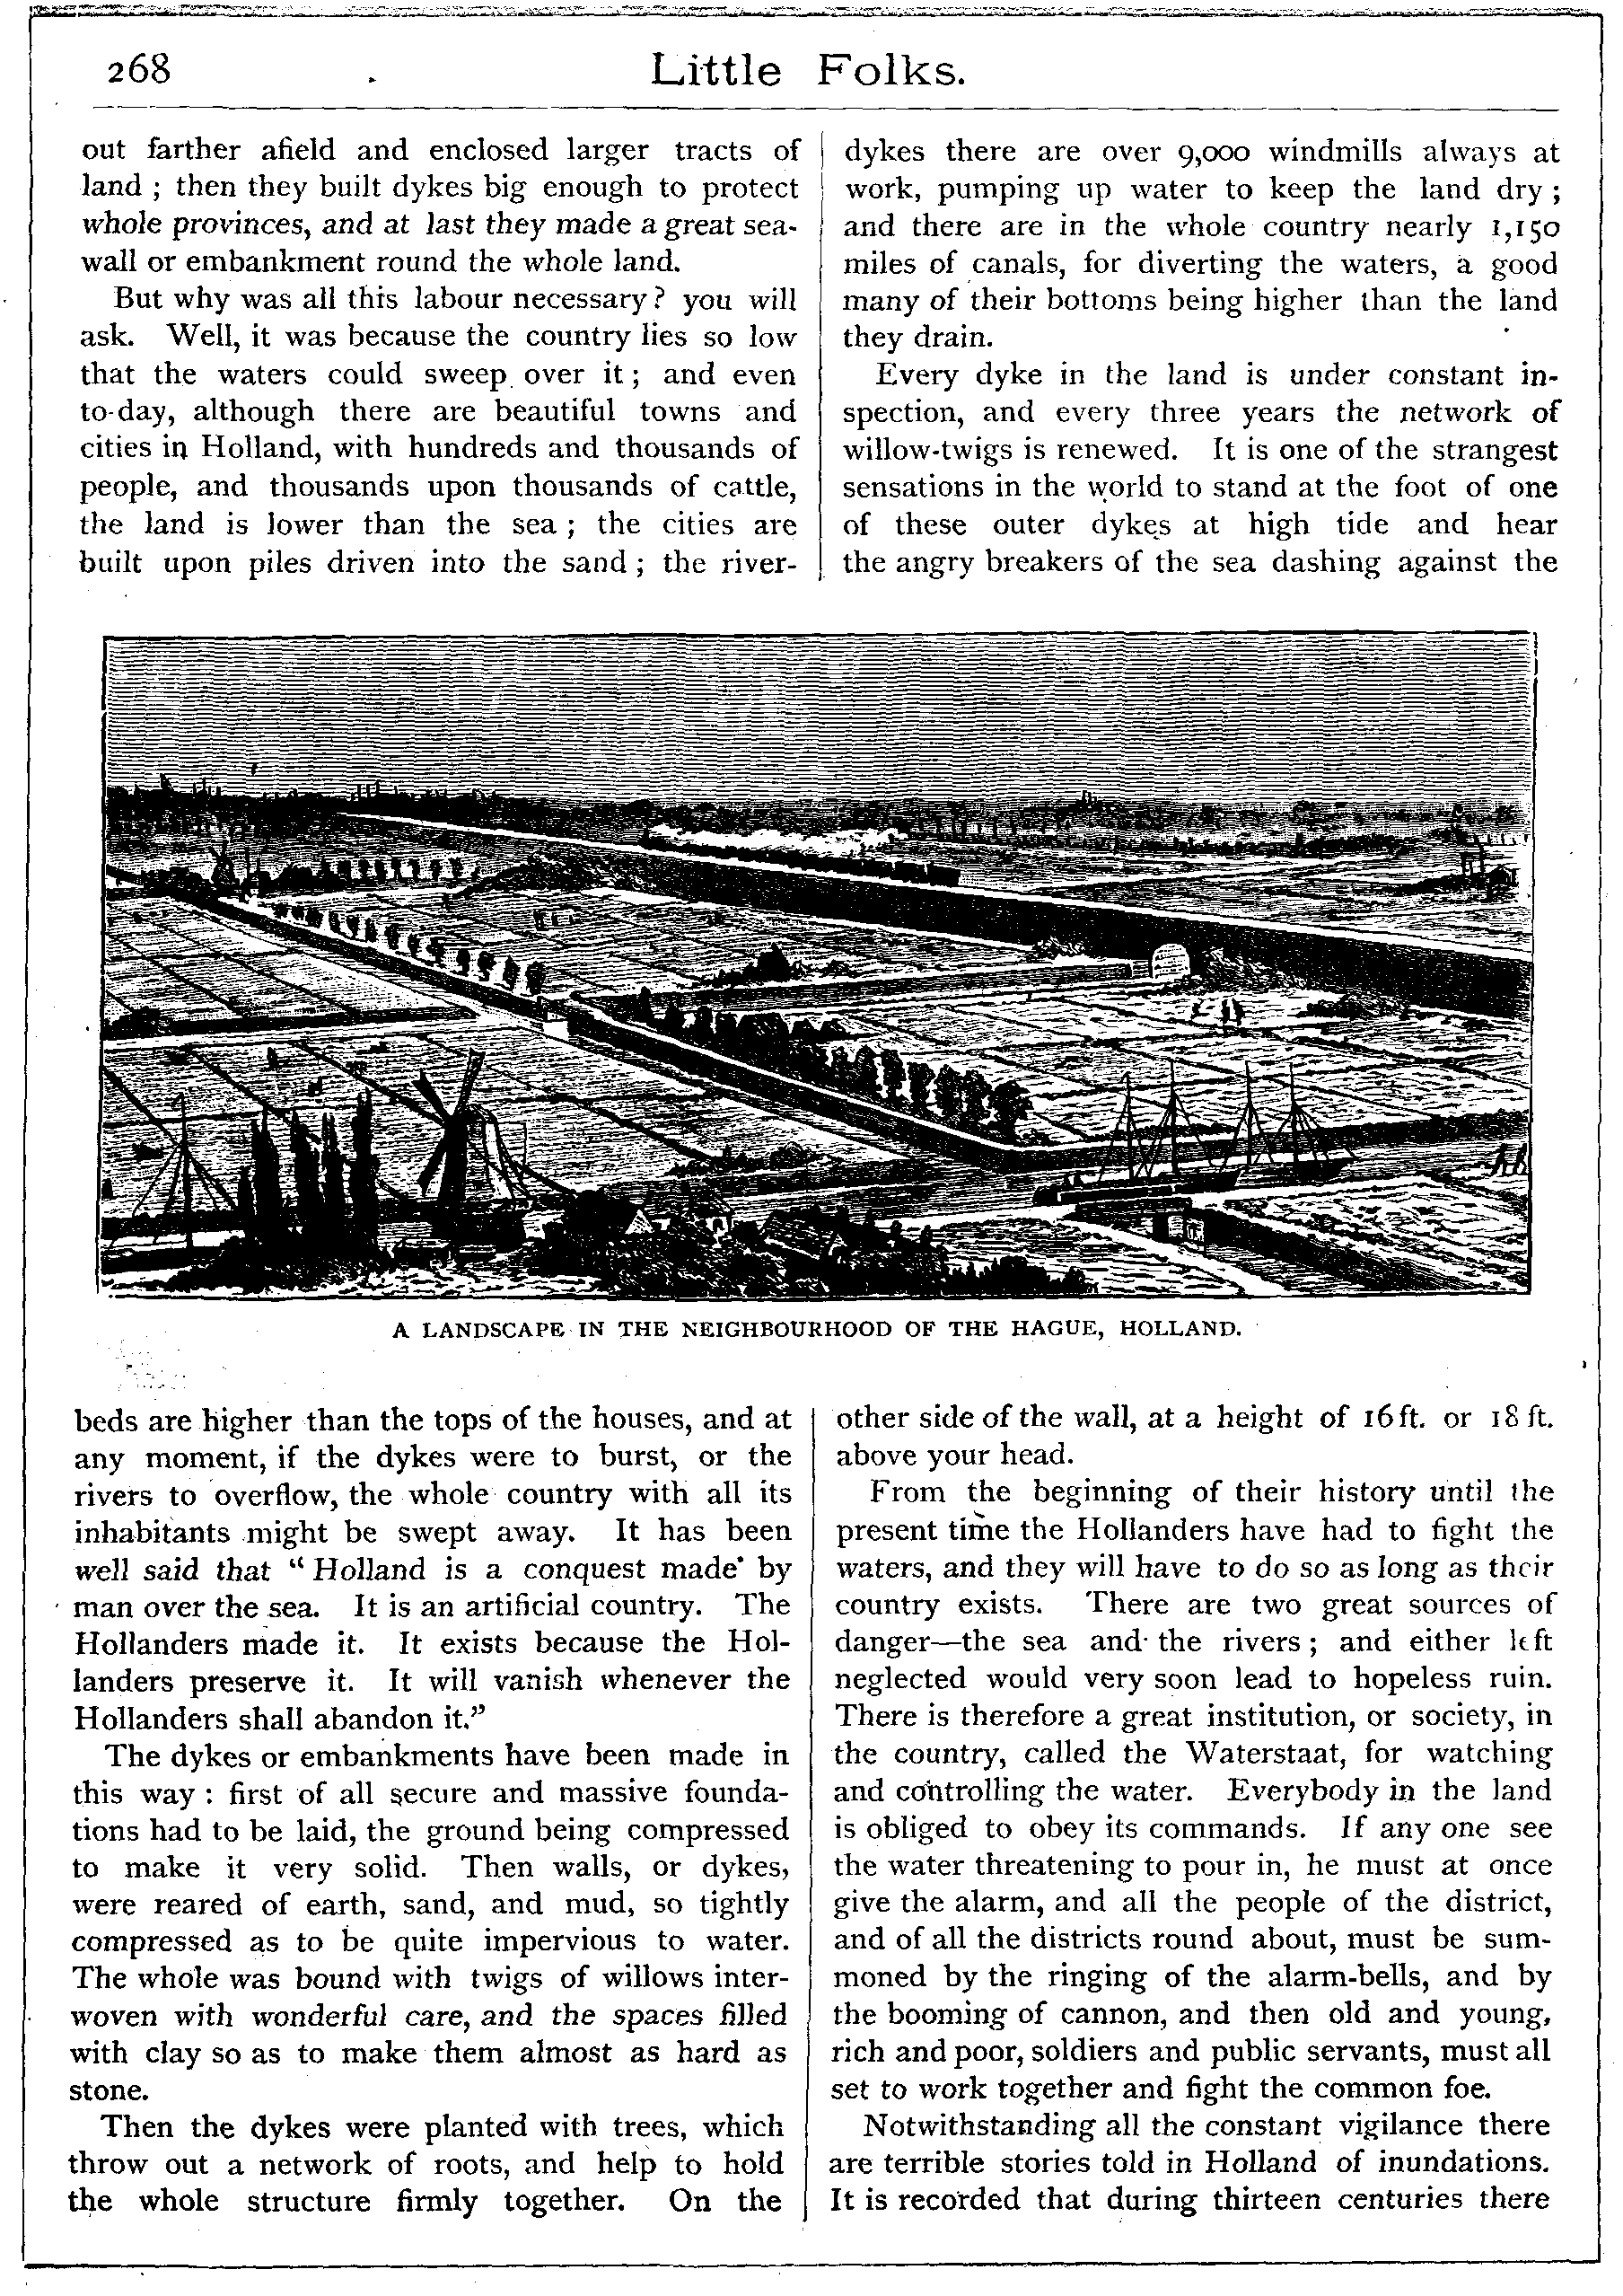 268
Little Folks.
out farther afield and enclosed larger tracts of
land ; then they built dykes big enough to protect
whole provinces, and at last they made a great sea-
wall or embankment round the whole land.
But why was all this labour necessary ? you will
ask. Well, it was because the country lies so low
that the waters could sweep over it ; and even
to-day, although there are beautiful towns and
cities in Holland, with hundreds and thousands of
people, and thousands upon thousands of cattle,
the land is lower than the sea ; the cities are
built upon piles driven into the sand ; the river-
beds are higher than the tops of the houses, and at
any moment, if the dykes were to burst, or the
rivers to overflow, the whole country with all its
inhabitants might be swept away. It has been
well said that “ Holland is a conquest made by
man over the sea. It is an artificial country. The
Hollanders made it. It exists because the Hol-
landers preserve it. It will vanish whenever the
Hollanders shall abandon it.”
The dykes or embankments have been made in
this way : first of all secure and massive founda-
tions had to be laid, the ground being compressed
to make it very solid. Then walls, or dykes,
were reared of earth, sand, and mud, so tightly
compressed as to be quite impervious to water.
The whole was bound with twigs of willows inter-
woven with wonderful care, and the spaces filled
with clay so as to make them almost as hard as
stone.
Then the dykes were planted with trees, which
throw out a network of roots, and help to hold
the whole structure firmly together. On the
dykes there are over 9,000 windmills always at
work, pumping up water to keep the land dry ;
and there are in the whole country nearly 1,150
miles of canals, for diverting the waters, a good
many of their bottoms being higher than the land
they drain.
Every dyke in the land is under constant in-
spection, and every three years the network of
willow-twigs is renewed. It is one of the strangest
sensations in the world to stand at the foot of one
of these outer dykes at high tide and hear
the angry breakers of the sea dashing against the
other side of the wall, at a height of 16 ft. or 18 ft.
above your head.
From the beginning of their history until the
present time the Hollanders have had to fight the
waters, and they will have to do so as long as their
country exists. There are two great sources of
danger—the sea and the rivers ; and either left
neglected would very soon lead to hopeless ruin.
There is therefore a great institution, or society, in
the country, called the Waterstaat, for watching
and controlling the water. Everybody in the land
is obliged to obey its commands. If any one see
the water threatening to pour in, he must at once
give the alarm, and all the people of the district,
and of all the districts round about, must be sum-
moned by the ringing of the alarm-bells, and by
the booming of cannon, and then old and young,
rich and poor, soldiers and public servants, must all
set to work together and fight the common foe.
Notwithstanding all the constant vigilance there
are terrible stories told in Holland of inundations.
It is recorded that during thirteen centuries there
A LANDSCAPE IN THE NEIGHBOURHOOD OF THE HAGUE, HOLLAND.